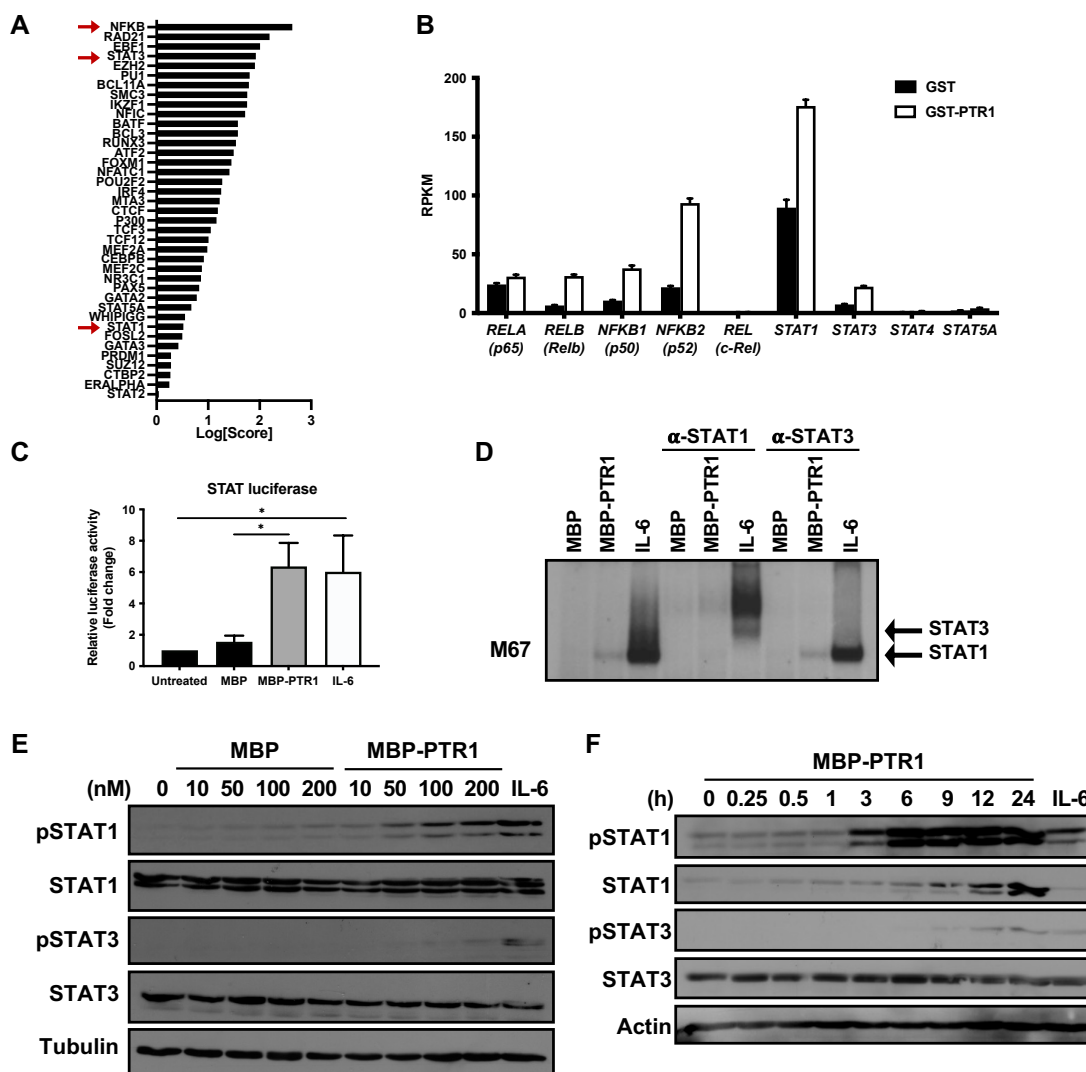 A
NFKB
RAD21
EBF1
STAT3
EZH2
PU1
BCL11A
SMC3
IKZF1
NFIC
BATF
BCL3
RUNX3
ATF2
FOXM1
NFATC1
POU2F2
IRF4
MTA3
CTCF
P300
TCF3
TCF12
MEF2A
CEBPB
MEF2C
NR3C1
PAX5
GATA2
STAT5A
WHIPIGG
STAT1
FOSL2
GATA3
PRDM1
SUZ12
CTBP2
ERALPHA
STAT2
0 1 2 3
Log[Score]
B
RPKM
200
150
100
50
0
GST
GST-PTR1
RELA RELB NFKB1 NFKB2 REL STAT1 STAT3 STAT4 STAT5A
(p65) (Relb) (p50) (p52) (c-Rel)
C
STAT luciferase
Relative luciferase activity
(Fold change)
10
8
6
4
2
0
*
*
Untreated MBP MBP-PTR1 IL-6
D
α-STAT1 α-STAT3
MBP MBP-PTR1 IL-6 MBP MBP-PTR1 IL-6 MBP MBP-PTR1 IL-6
M67
STAT3
STAT1
E
MBP MBP-PTR1
(nM) 0 10 50 100 200 10 50 100 200 IL-6
pSTAT1
STAT1
pSTAT3
STAT3
Tubulin
F
MBP-PTR1
(h) 0 0.25 0.5 1 3 6 9 12 24 IL-6
pSTAT1
STAT1
pSTAT3
STAT3
Actin